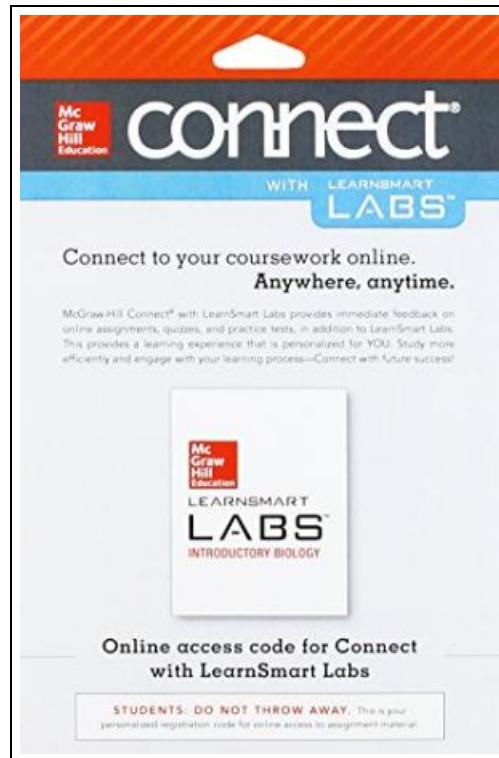 Mc
Graw
Hill
Education
connect®
WITH LEARNSMART
LABS™
Connect to your coursework online.
Anywhere, anytime.
McGraw-Hill Connect® with LearnSmart Labs provides immediate feedback on
online assignments, quizzes, and practice tests, in addition to LearnSmart Labs.
This provides a learning experience that is personalized for YOU. Study more
efficiently and engage with your learning process—Connect with future success!
Mc
Graw
Hill
Education
LEARNSMART
LABS™
INTRODUCTORY BIOLOGY
Online access code for Connect
with LearnSmart Labs
STUDENTS: DO NOT THROW AWAY. This is your
personalized registration code for online access to assignment material.